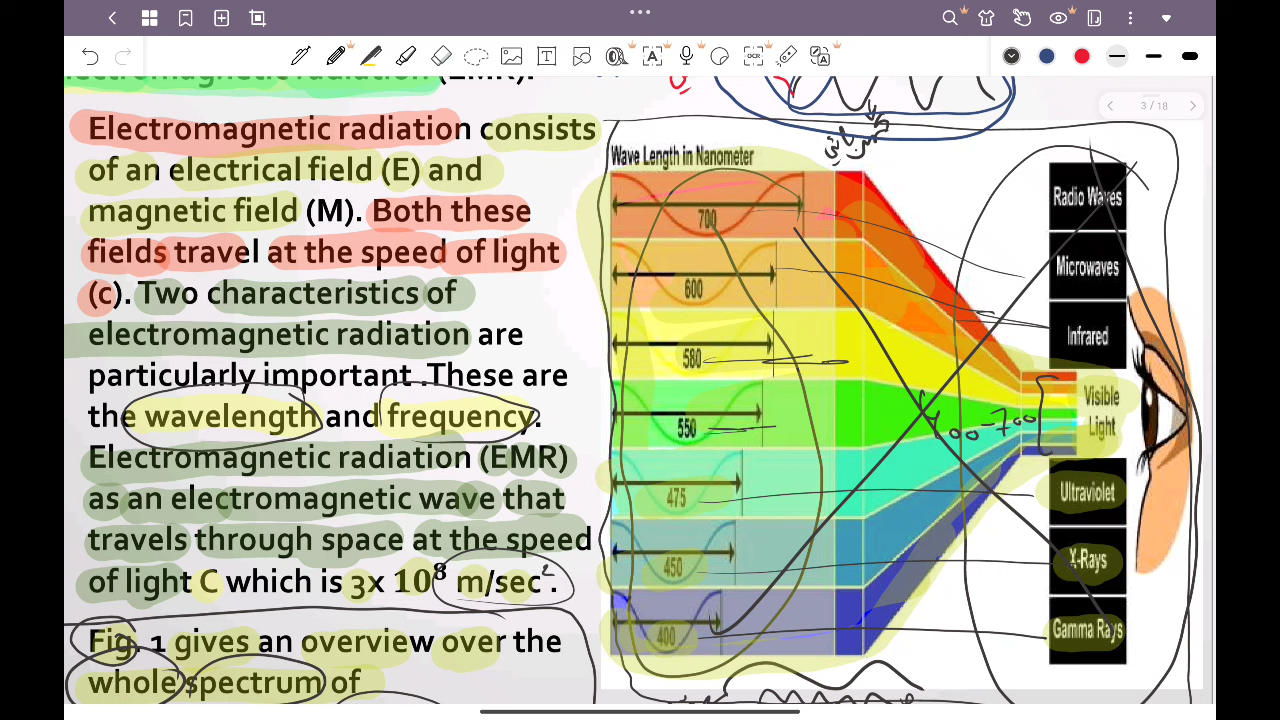 electromagnetic radiation (EMR).
3 / 18
Electromagnetic radiation consists
of an electrical field (E) and
magnetic field (M). Both these
fields travel at the speed of light
(c). Two characteristics of
electromagnetic radiation are
particularly important .These are
the wavelength and frequency.
Electromagnetic radiation (EMR)
as an electromagnetic wave that
travels through space at the speed
of light C which is 3x 10⁸ m/sec².
Fig. 1 gives an overview over the
whole spectrum of
Wave Length in Nanometer
700
600
580
550
475
450
400
Radio Waves
Microwaves
Infrared
400-700
Visible
Light
Ultraviolet
X-Rays
Gamma Rays